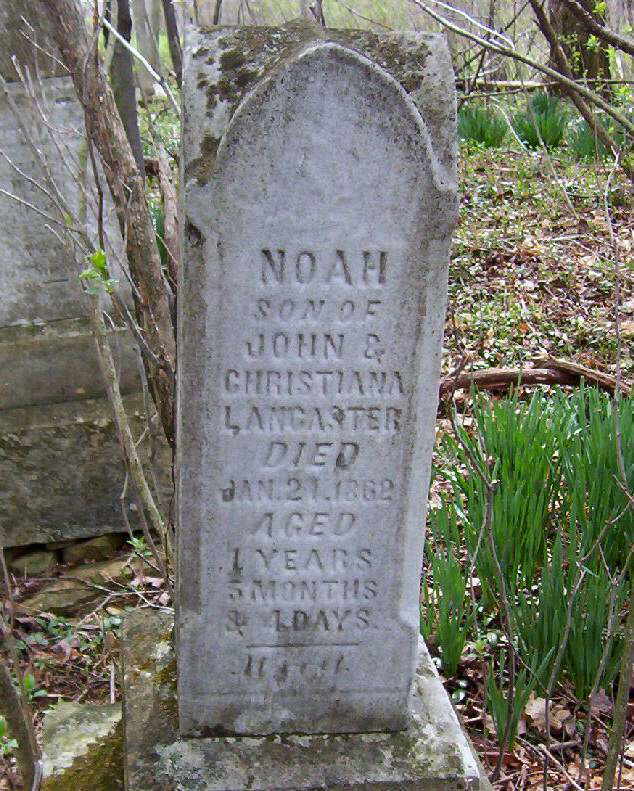 NOAH
SON OF
JOHN &
CHRISTIANA
LANCASTER
DIED
JAN. 21. 1862
AGED
YEARS
MONTHS
& DAYS.